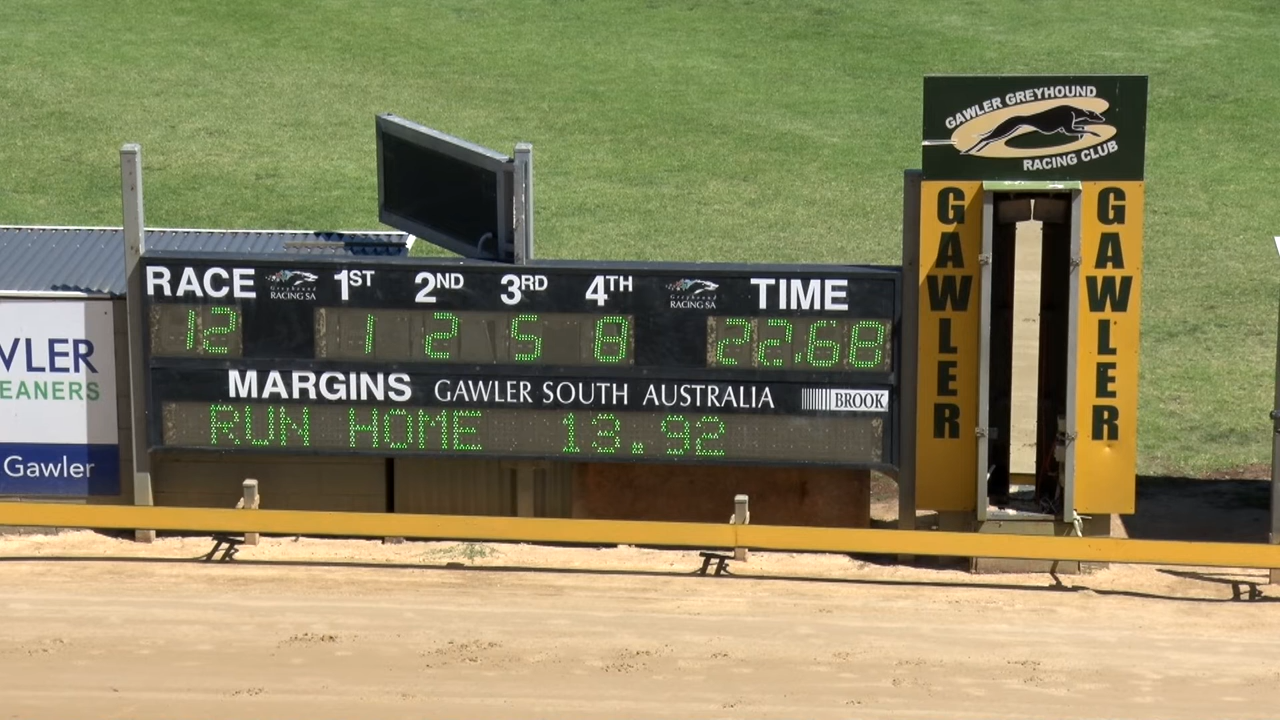 GAWLER GREYHOUND
RACING CLUB
GAWLER
GAWLER
RACE
Greyhound
RACING SA
1ST 2ND 3RD 4TH
Greyhound
RACING SA
TIME
12 1 2 5 8 22.68
MARGINS GAWLER SOUTH AUSTRALIA BROOK
RUN HOME 13.92
WLER
EANERS
Gawler